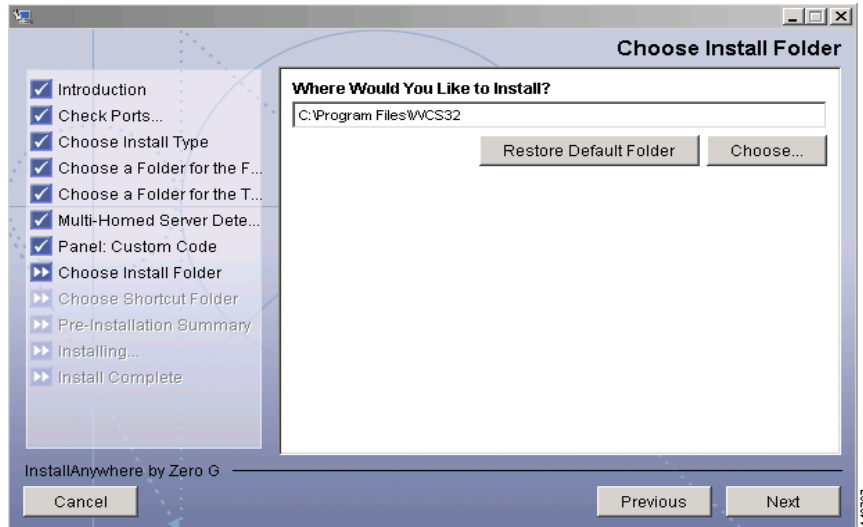 Choose Install Folder
Introduction
Check Ports...
Choose Install Type
Choose a Folder for the F...
Choose a Folder for the T...
Multi-Homed Server Dete...
Panel: Custom Code
Choose Install Folder
Choose Shortcut Folder
Pre-Installation Summary
Installing...
Install Complete
Where Would You Like to Install?
C:\Program Files\WCS32
Restore Default Folder
Choose...
InstallAnywhere by Zero G
Cancel
Previous
Next